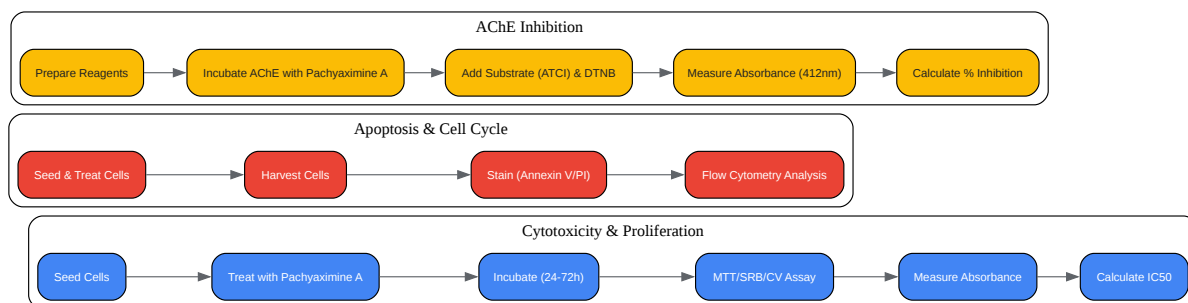 AChE Inhibition
Prepare Reagents
Incubate AChE with Pachyaximine A
Add Substrate (ATCI) & DTNB
Measure Absorbance (412nm)
Calculate % Inhibition
Apoptosis & Cell Cycle
Seed & Treat Cells
Harvest Cells
Stain (Annexin V/PI)
Flow Cytometry Analysis
Cytotoxicity & Proliferation
Seed Cells
Treat with Pachyaximine A
Incubate (24-72h)
MTT/SRB/CV Assay
Measure Absorbance
Calculate IC50